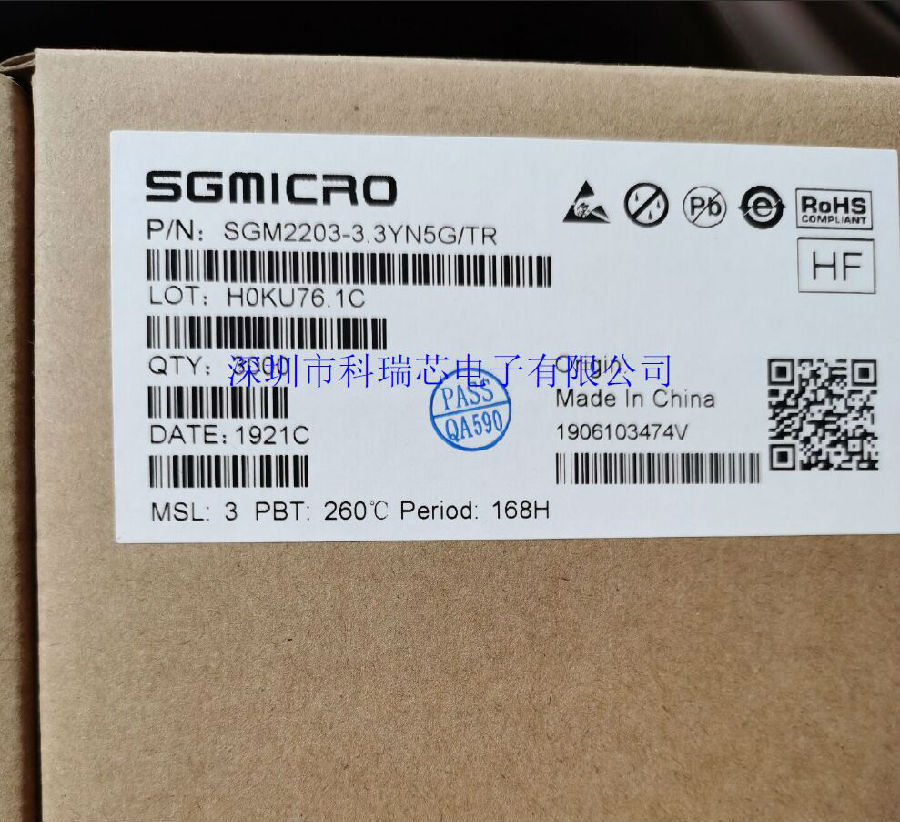 SGMICRO
P/N: SGM2203-3.3YN5G/TR
LOT: H0KU76.1C
QTY: 3000
深圳市科瑞芯电子有限公司
DATE: 1921C
MSL: 3 PBT: 260℃ Period: 168H
PASS
QA590
Pb
e
RoHS
COMPLIANT
HF
Origin:
Made In China
1906103474V